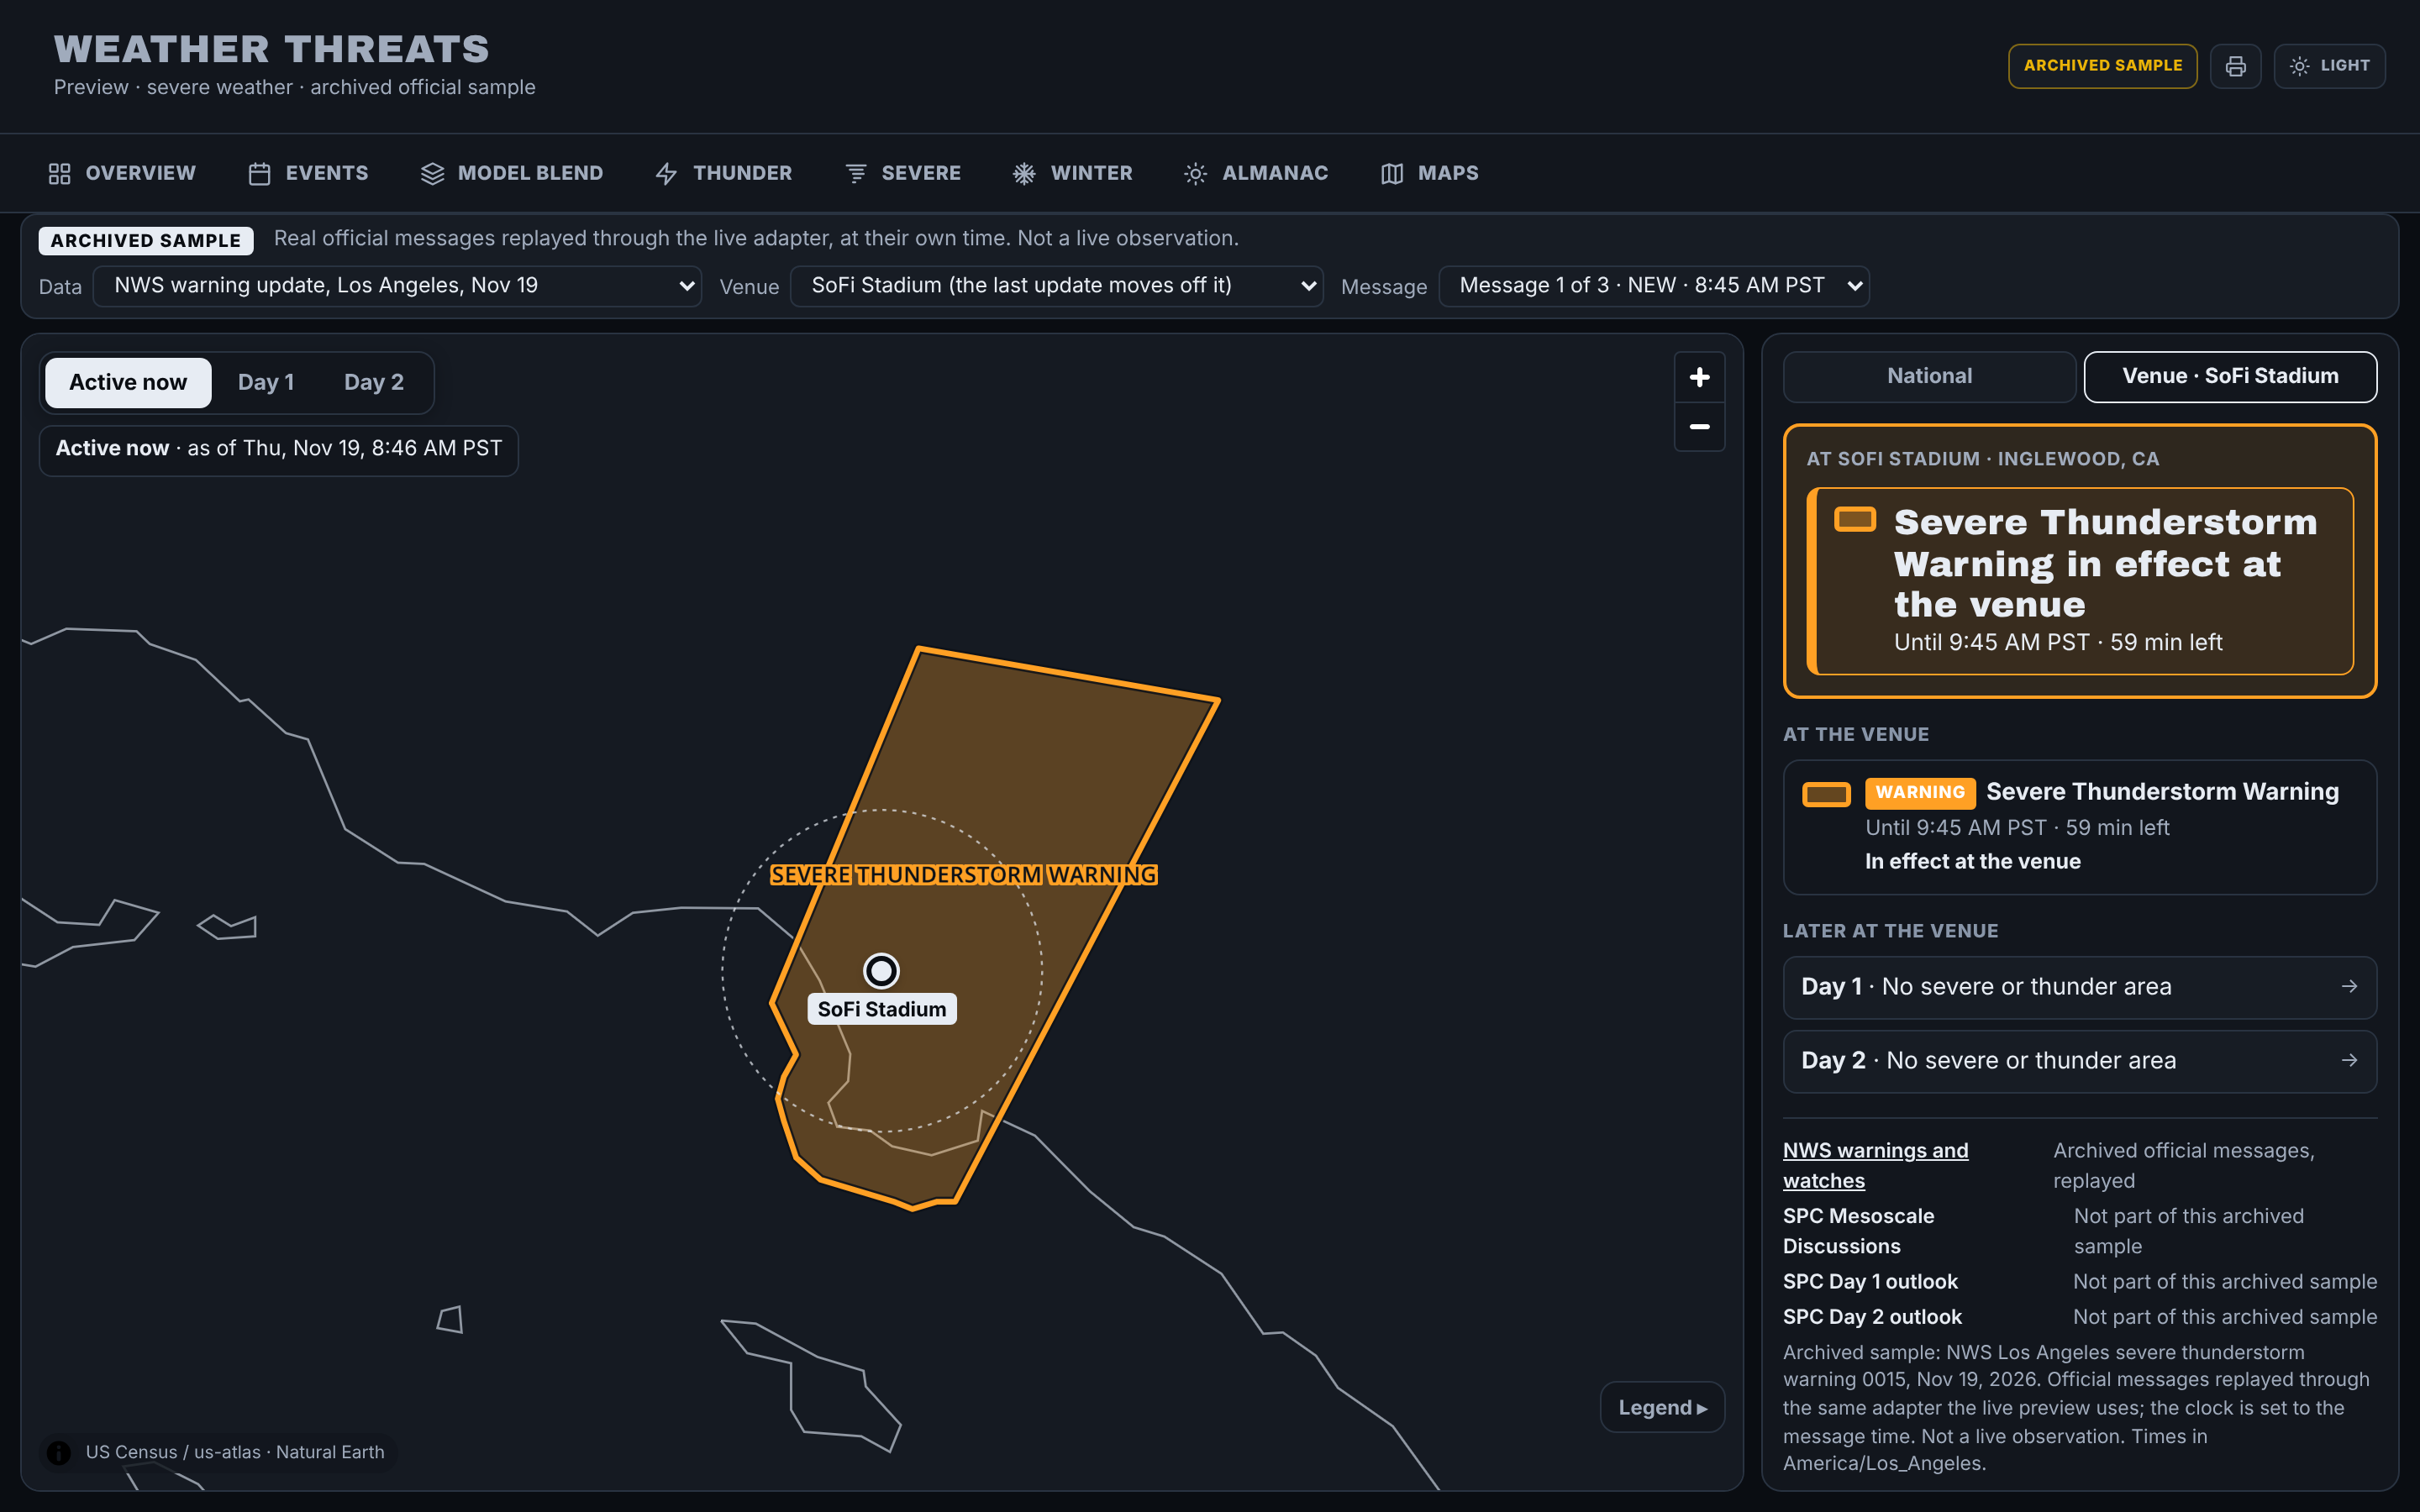 WEATHER THREATS
Preview · severe weather · archived official sample
ARCHIVED SAMPLE
LIGHT
OVERVIEW
EVENTS
MODEL BLEND
THUNDER
SEVERE
WINTER
ALMANAC
MAPS
ARCHIVED SAMPLE Real official messages replayed through the live adapter, at their own time. Not a live observation.
Data NWS warning update, Los Angeles, Nov 19 Venue SoFi Stadium (the last update moves off it) Message Message 1 of 3 · NEW · 8:45 AM PST
Active now Day 1 Day 2
Active now · as of Thu, Nov 19, 8:46 AM PST
SEVERE THUNDERSTORM WARNING
SoFi Stadium
Legend ▸
US Census / us-atlas · Natural Earth
National
Venue · SoFi Stadium
AT SOFI STADIUM · INGLEWOOD, CA
Severe Thunderstorm
Warning in effect at
the venue
Until 9:45 AM PST · 59 min left
AT THE VENUE
WARNING Severe Thunderstorm Warning
Until 9:45 AM PST · 59 min left
In effect at the venue
LATER AT THE VENUE
Day 1 · No severe or thunder area →
Day 2 · No severe or thunder area →
NWS warnings and
watches
Archived official messages,
replayed
SPC Mesoscale
Discussions
Not part of this archived
sample
SPC Day 1 outlook Not part of this archived sample
SPC Day 2 outlook Not part of this archived sample
Archived sample: NWS Los Angeles severe thunderstorm
warning 0015, Nov 19, 2026. Official messages replayed through
the same adapter the live preview uses; the clock is set to the
message time. Not a live observation. Times in
America/Los_Angeles.